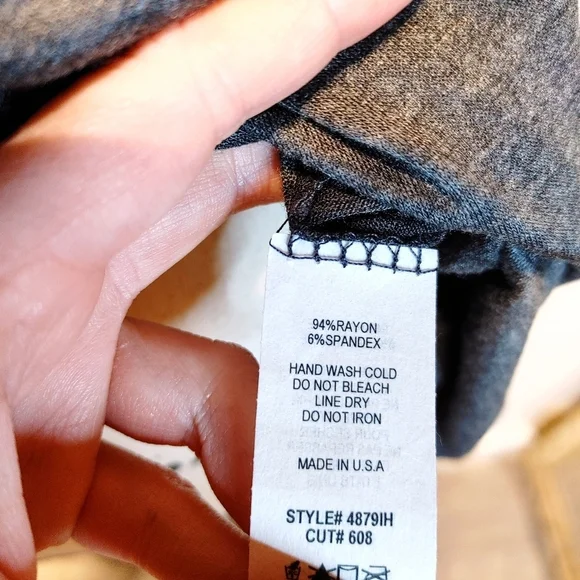 94%RAYON
6%SPANDEX
HAND WASH COLD
DO NOT BLEACH
LINE DRY
DO NOT IRON
MADE IN U.S.A
STYLE# 4879IH
CUT# 608